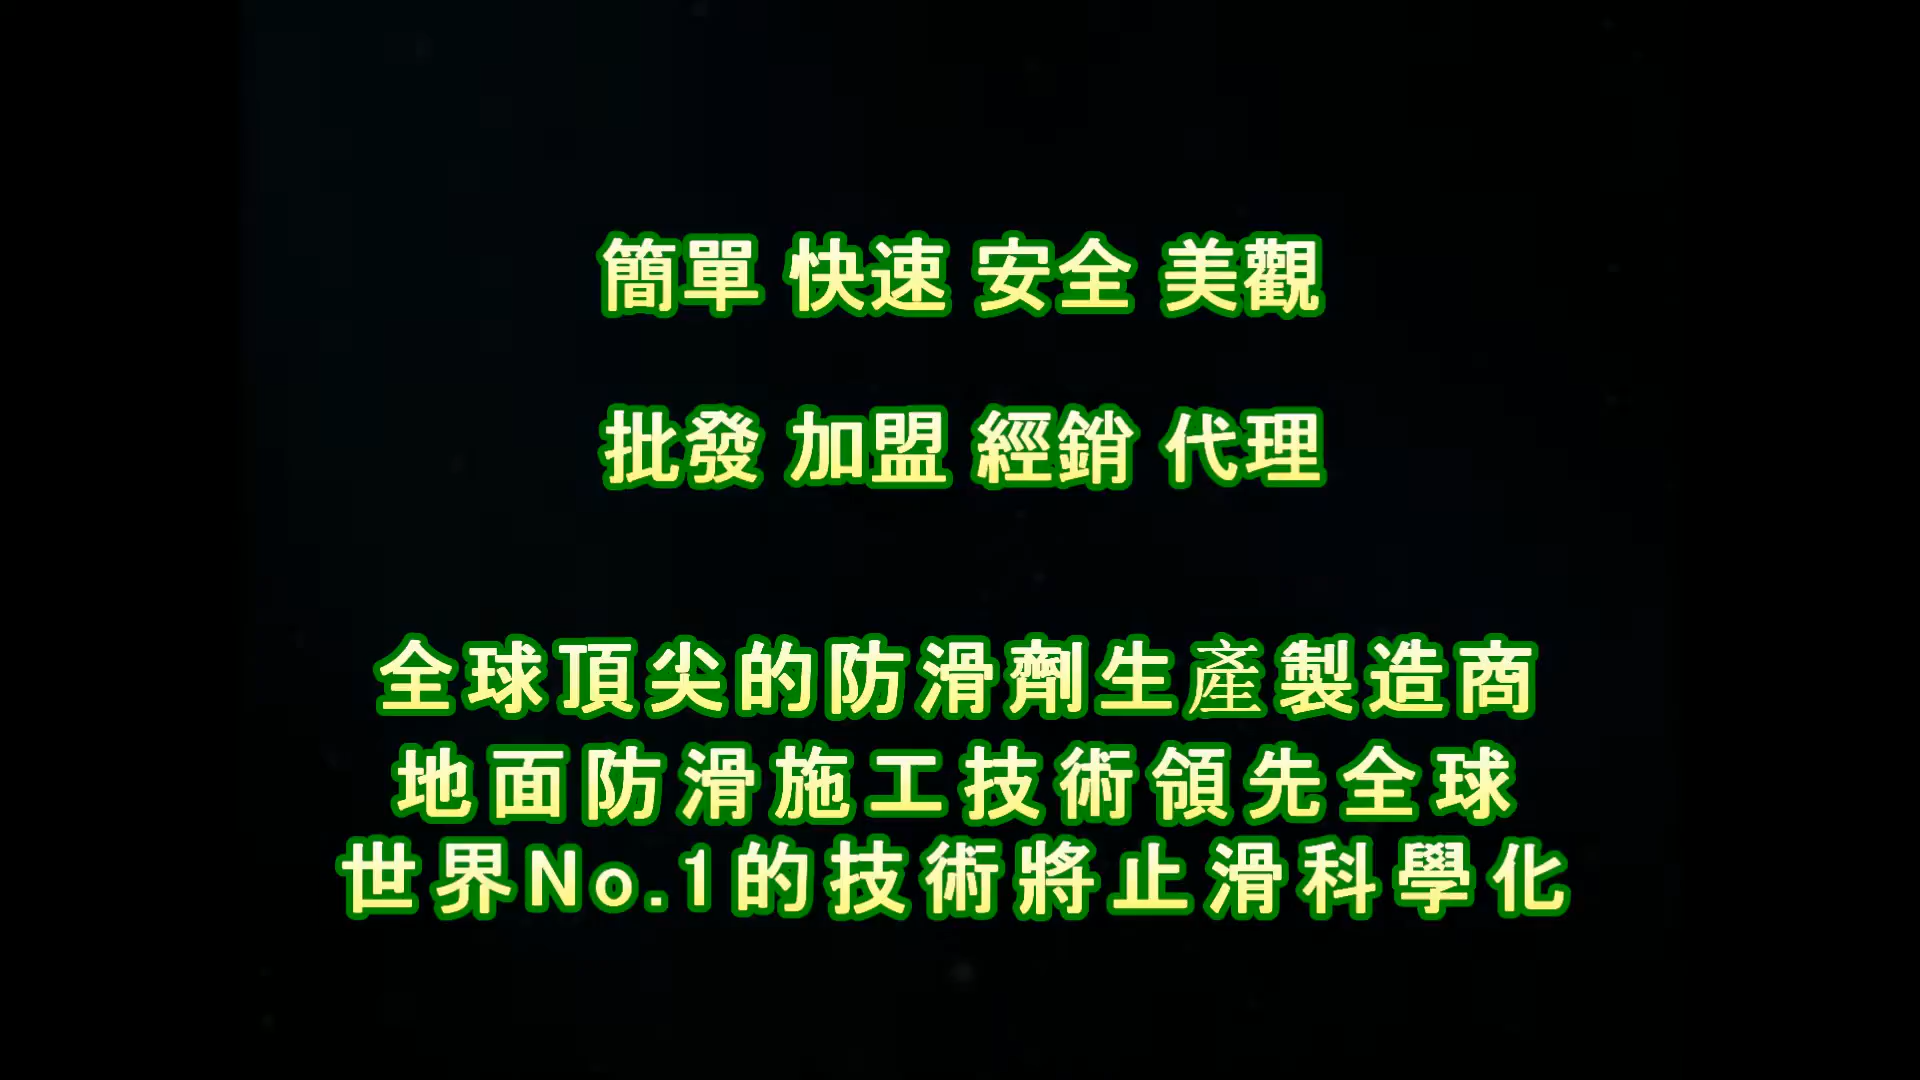 簡單 快速 安全 美觀
批發 加盟 經銷 代理
全球頂尖的防滑劑生產製造商
地面防滑施工技術領先全球
世界No.1的技術將止滑科學化